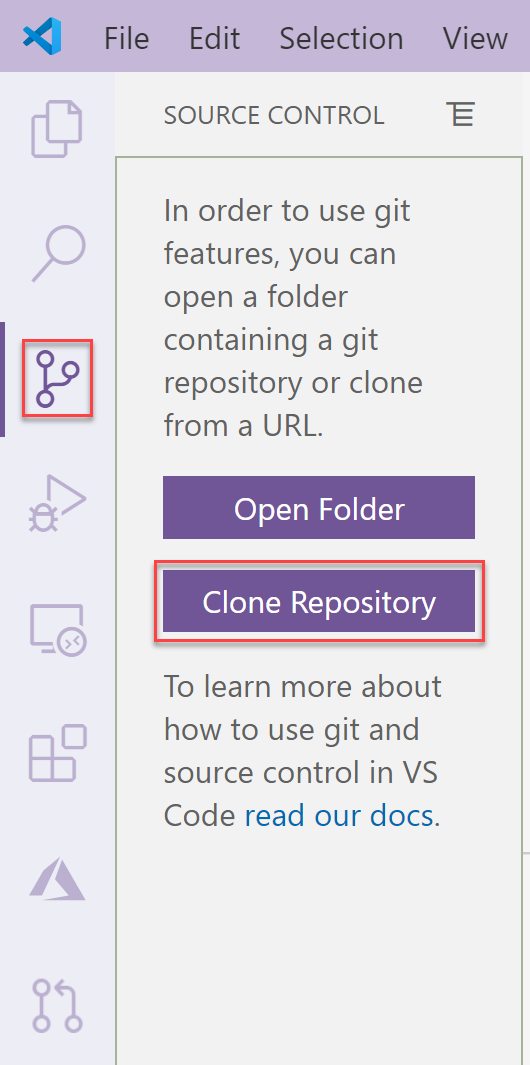 File Edit Selection View
SOURCE CONTROL
In order to use git
features, you can
open a folder
containing a git
repository or clone
from a URL.
Open Folder
Clone Repository
To learn more about
how to use git and
source control in VS
Code read our docs.